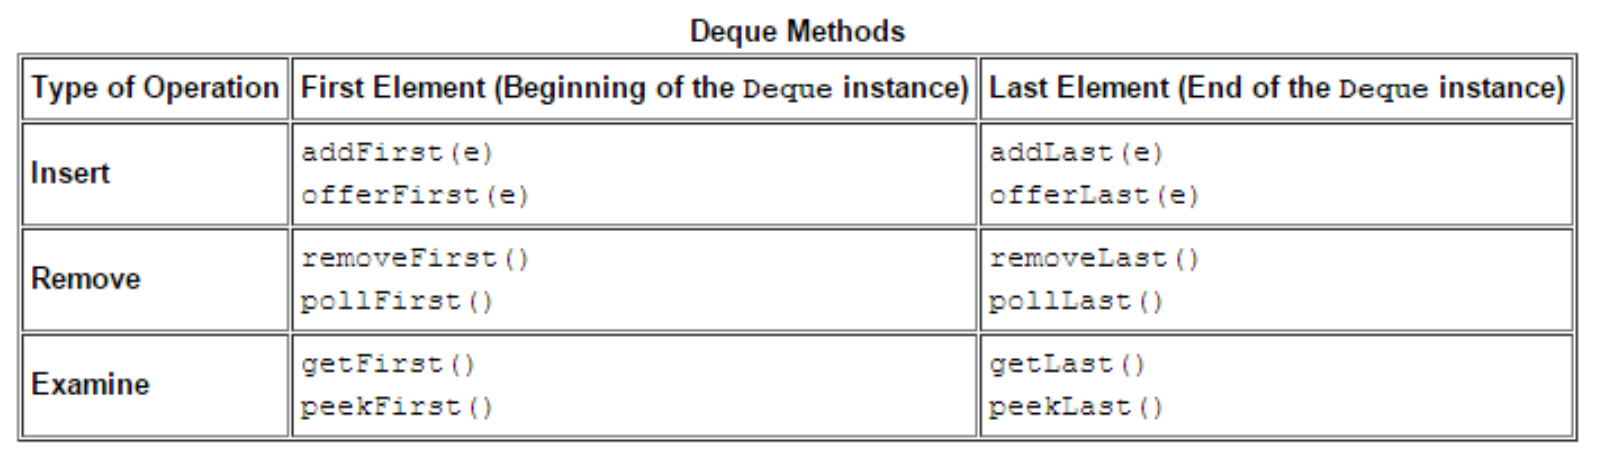 Deque Methods
Type of Operation First Element (Beginning of the Deque instance) Last Element (End of the Deque instance)
Insert
addFirst(e)
offerFirst(e)
addLast(e)
offerLast(e)
Remove
removeFirst()
pollFirst()
removeLast()
pollLast()
Examine
getFirst()
peekFirst()
getLast()
peekLast()